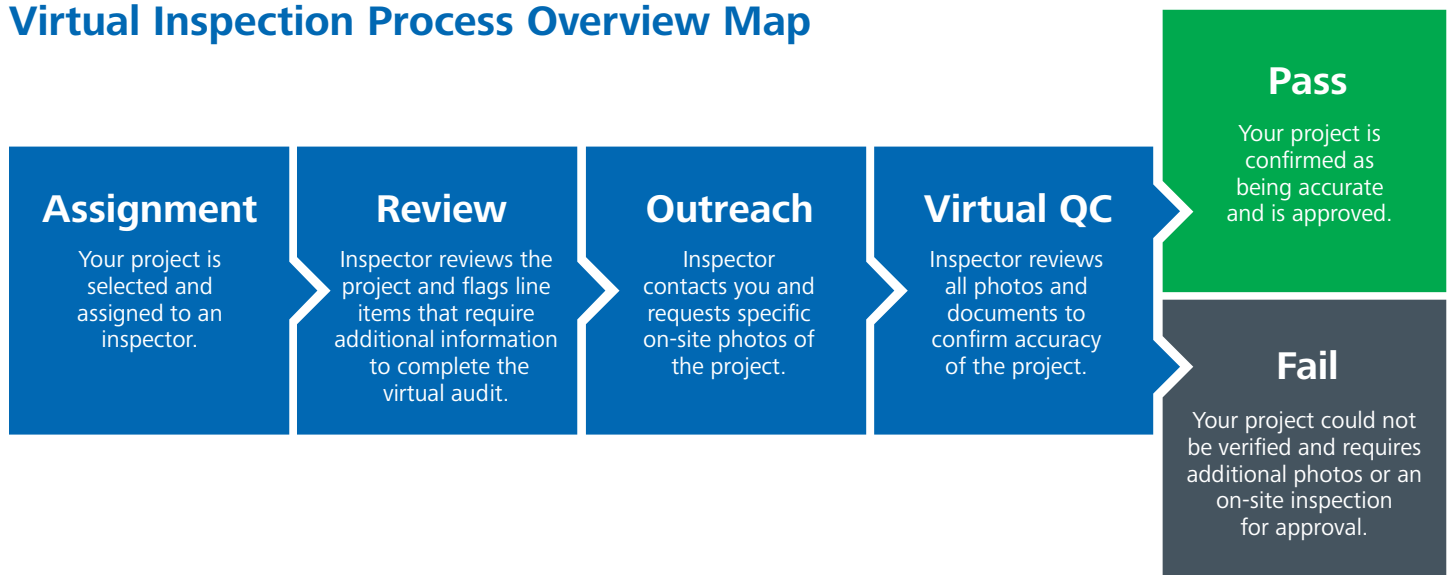 Virtual Inspection Process Overview Map
Assignment
Your project is
selected and
assigned to an
inspector.
Review
Inspector reviews the
project and flags line
items that require
additional information
to complete the
virtual audit.
Outreach
Inspector
contacts you and
requests specific
on-site photos of
the project.
Virtual QC
Inspector reviews
all photos and
documents to
confirm accuracy
of the project.
Pass
Your project is
confirmed as
being accurate
and is approved.
Fail
Your project could not
be verified and requires
additional photos or an
on-site inspection
for approval.